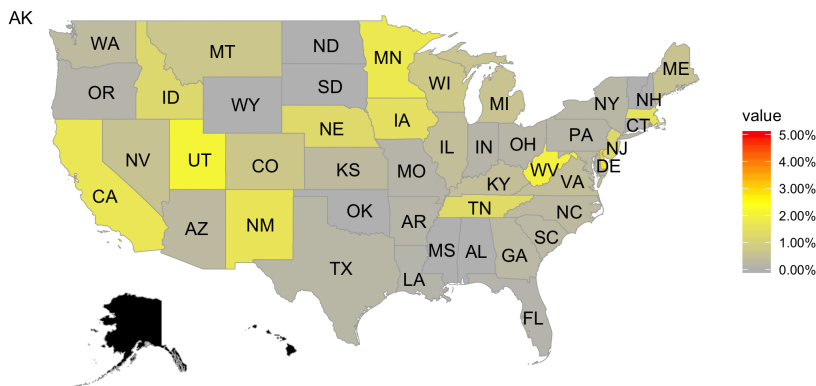 AK
WA
MT
ND
MN
ME
OR
ID
SD
WI
MI
NY
NH
WY
NE
IA
CT
PA
NV
UT
CO
IL
IN
OH
NJ
DE
CA
KS
MO
WV
KY
VA
AZ
NM
OK
AR
TN
NC
SC
TX
MS
AL
GA
LA
FL
value
5.00%
4.00%
3.00%
2.00%
1.00%
0.00%